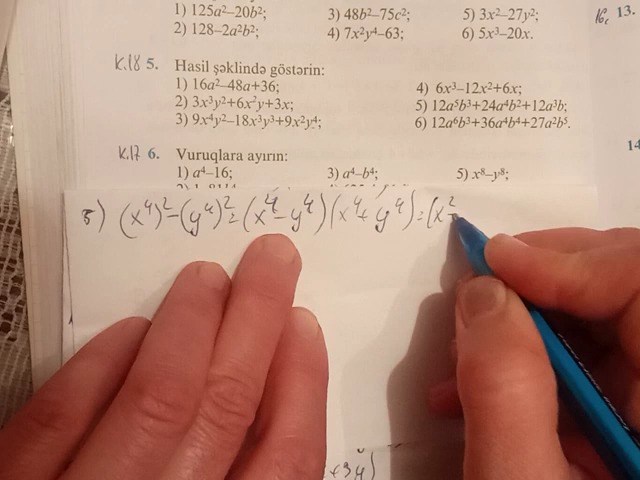 1) 125a²–20b²; 3) 48b²–75c²; 5) 3x²–27y²; 16c 13.
2) 128–2a²b²; 4) 7x²y⁴–63; 6) 5x³–20x.
K.18 5. Hasil şəklində göstərin:
1) 16a²–48a+36; 4) 6x³–12x²+6x;
2) 3x³y²+6x²y+3x; 5) 12a⁵b³+24a⁴b²+12a³b;
3) 9x⁴y²–18x³y³+9x²y⁴; 6) 12a⁶b³+36a⁴b⁴+27a²b⁵.
14
K.17 6. Vuruqlara ayırın:
1) a⁴–16; 3) a⁴–b⁴; 5) x⁸–y⁸;
5) (x⁴)²–(y⁴)² = (x⁴–y⁴)(x⁴+y⁴) = (x²–
+3y)